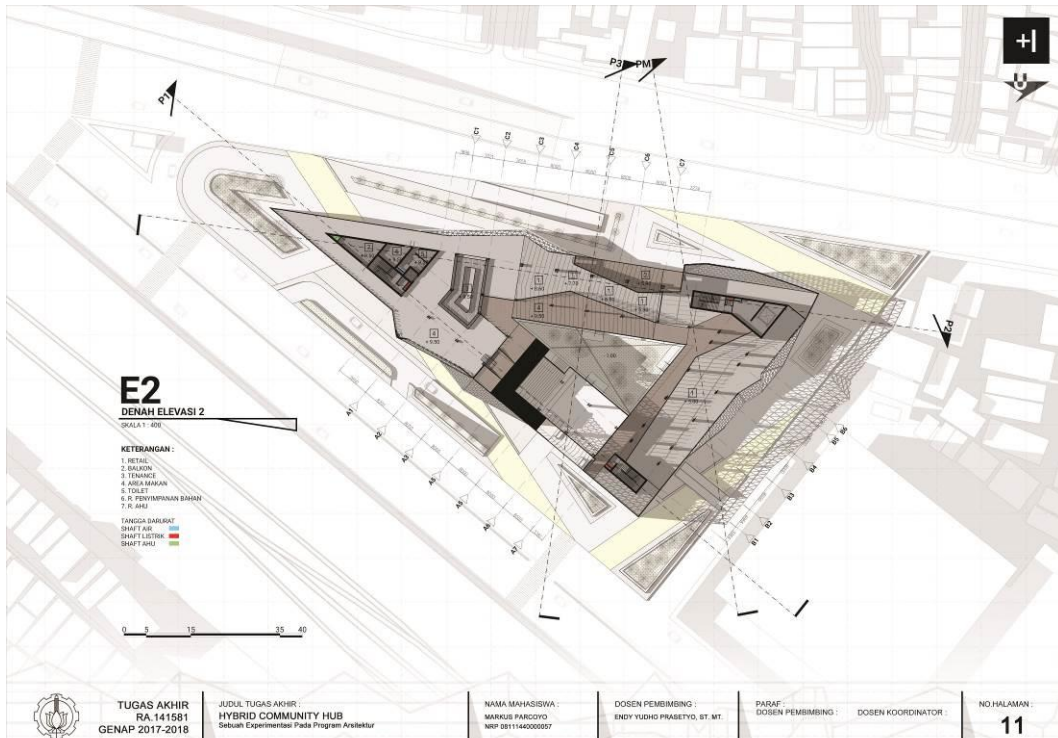 P1
P3
PM
U
C1
C2
C3
C4
C5
C6
C7
P2
E2
DENAH ELEVASI 2
SKALA 1 : 400
KETERANGAN :
1. RETAIL
2. BALKON
3. TENANCE
4. AREA MAKAN
5. TOILET
6. R. PENYIMPANAN BAHAN
7. R. AHU
TANGGA DARURAT
SHAFT AIR
SHAFT LISTRIK
SHAFT AHU
A1
A2
A3
A5
A6
A7
B6
B5
B4
B3
B2
B1
0 5 15 35 40
TUGAS AKHIR
RA.141581
GENAP 2017-2018
JUDUL TUGAS AKHIR :
HYBRID COMMUNITY HUB
Sebuah Experimentasi Pada Program Arsitektur
NAMA MAHASISWA :
MARKUS PARCOYO
NRP 08111440000057
DOSEN PEMBIMBING :
ENDY YUDHO PRASETYO, ST. MT.
PARAF :
DOSEN PEMBIMBING :
DOSEN KOORDINATOR :
NO.HALAMAN :
11